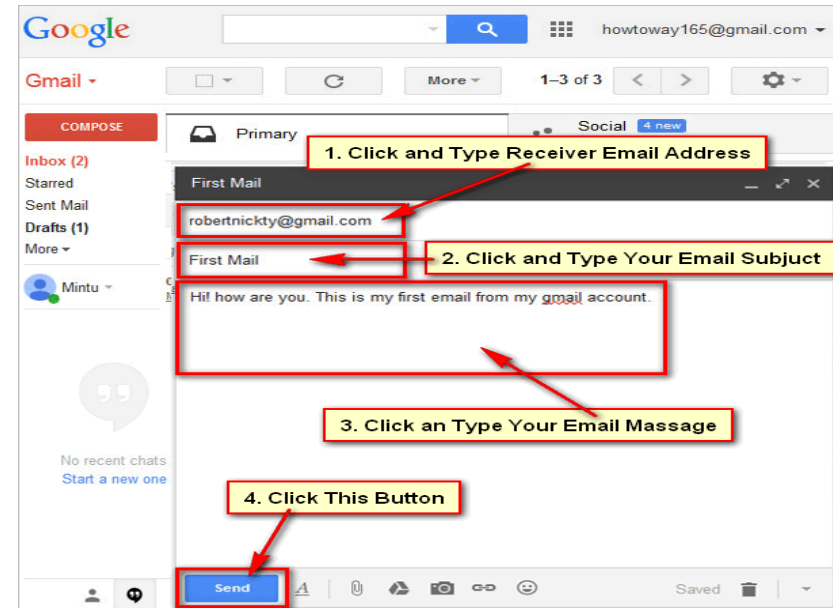 Google
howtoway165@gmail.com
Gmail
More
1–3 of 3
COMPOSE
Primary
Social 4 new
1. Click and Type Receiver Email Address
Inbox (2)
Starred
Sent Mail
Drafts (1)
More
Mintu
First Mail
robertnickty@gmail.com
First Mail
2. Click and Type Your Email Subjuct
Hi! how are you. This is my first email from my gmail account.
3. Click an Type Your Email Massage
No recent chats
Start a new one
4. Click This Button
Send
A
Saved